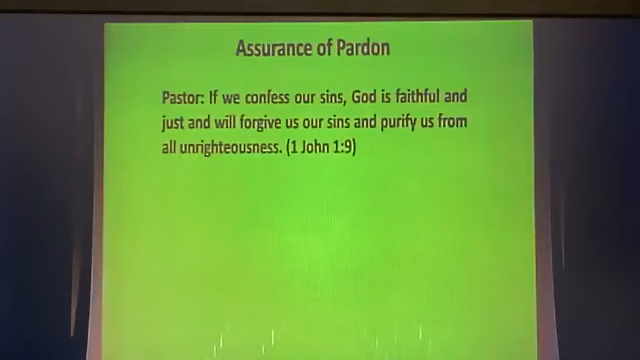 Assurance of Pardon
Pastor: If we confess our sins, God is faithful and
just and will forgive us our sins and purify us from
all unrighteousness. (1 John 1:9)